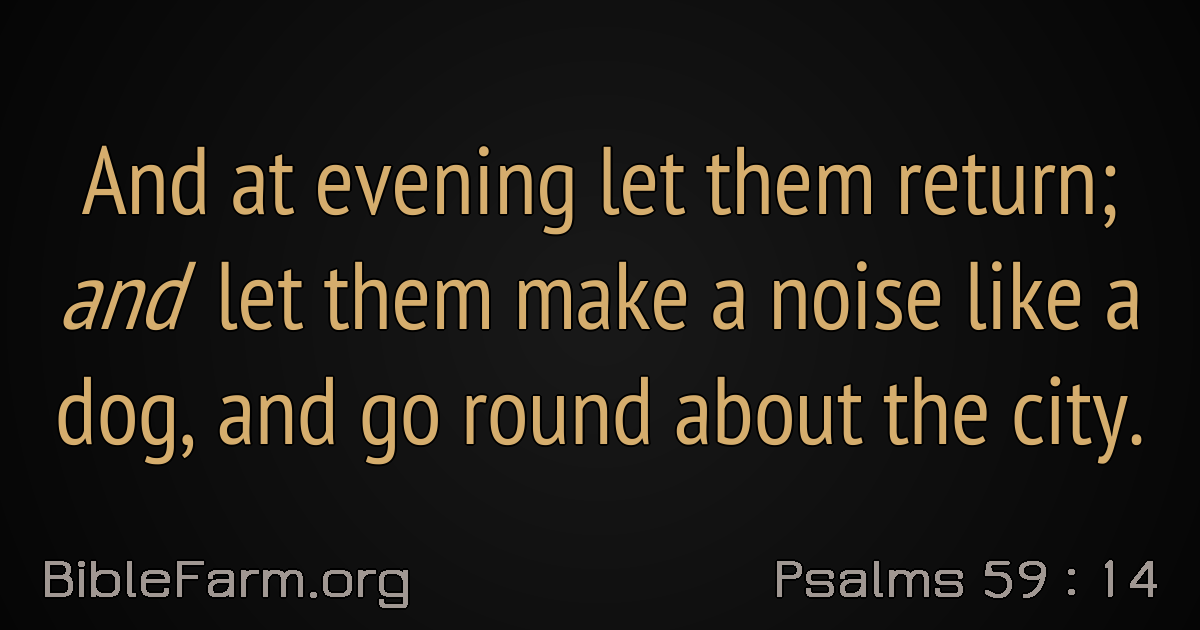 And at evening let them return;
and let them make a noise like a
dog, and go round about the city.
BibleFarm.org
Psalms 59 : 14